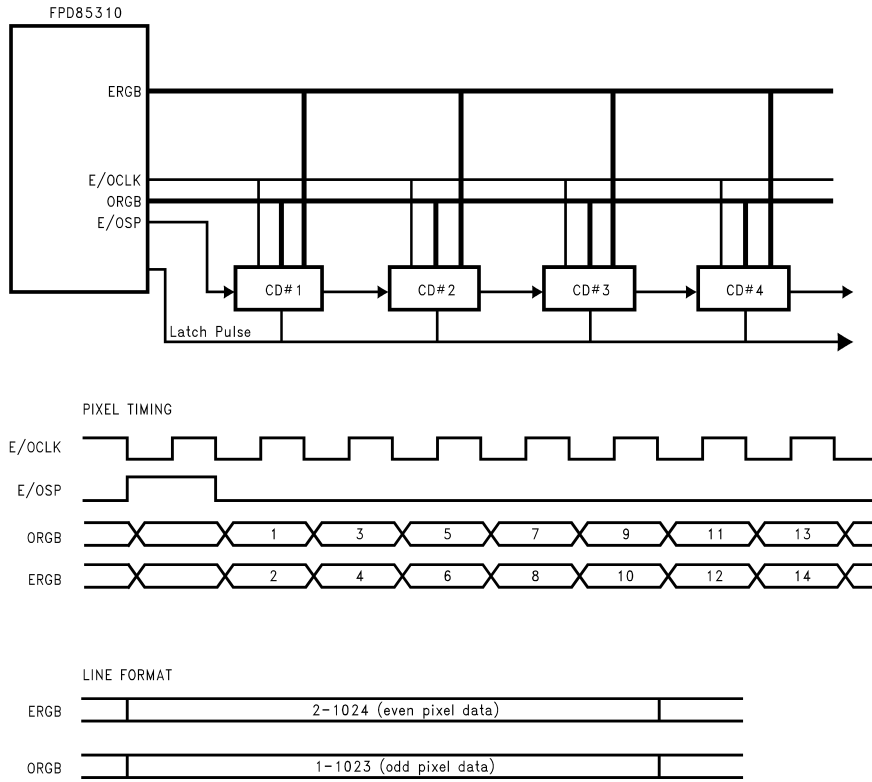 FPD85310
ERGB
E/OCLK
ORGB
E/OSP
CD#1
CD#2
CD#3
CD#4
Latch Pulse
PIXEL TIMING
E/OCLK
E/OSP
ORGB 1 3 5 7 9 11 13
ERGB 2 4 6 8 10 12 14
LINE FORMAT
ERGB 2-1024 (even pixel data)
ORGB 1-1023 (odd pixel data)